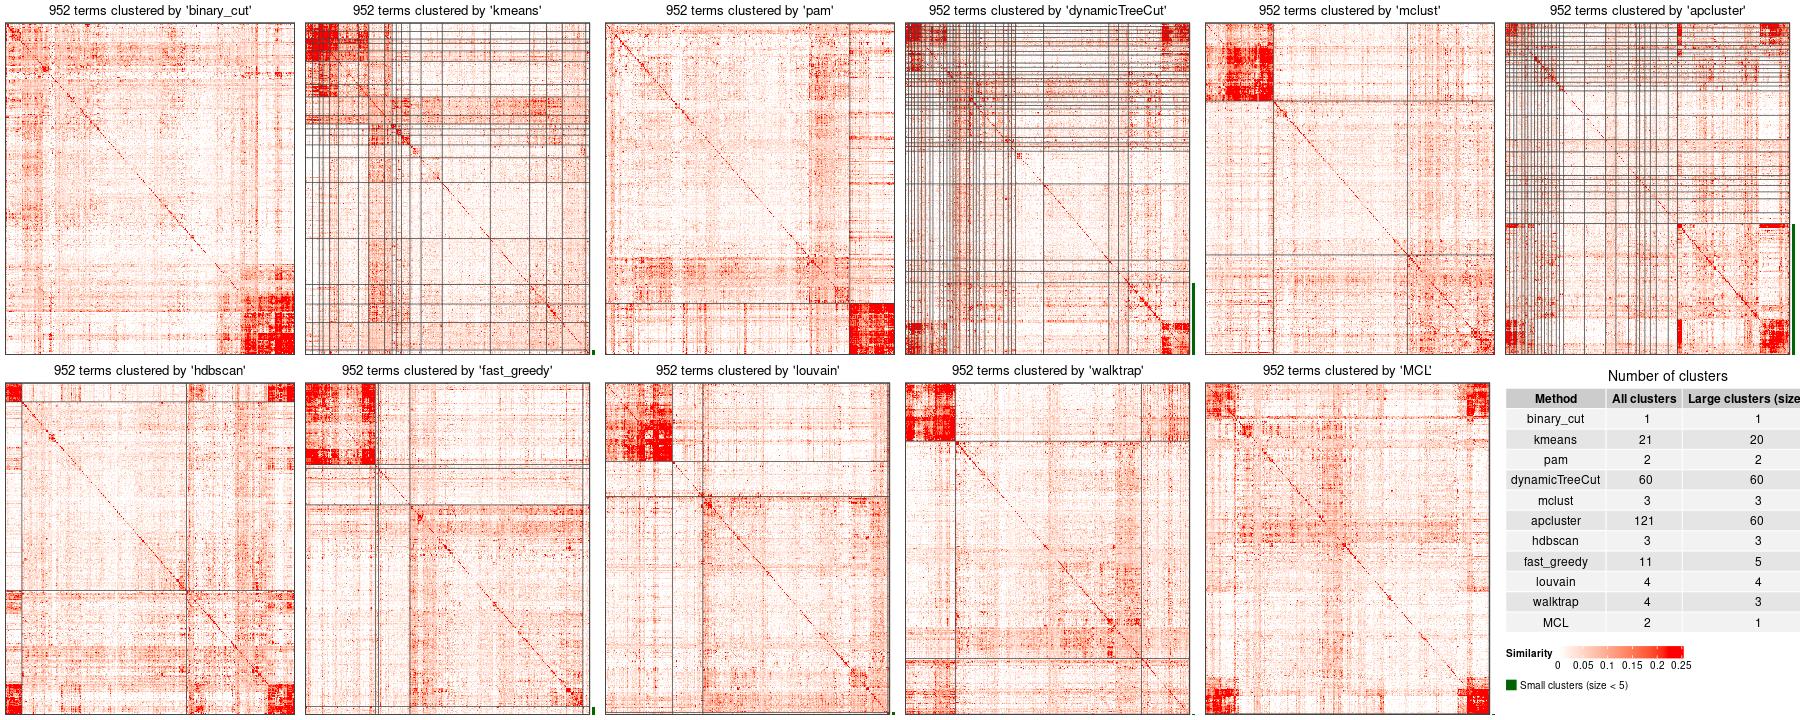 952 terms clustered by 'binary_cut'
952 terms clustered by 'kmeans'
952 terms clustered by 'pam'
952 terms clustered by 'dynamicTreeCut'
952 terms clustered by 'mclust'
952 terms clustered by 'apcluster'
952 terms clustered by 'hdbscan'
952 terms clustered by 'fast_greedy'
952 terms clustered by 'louvain'
952 terms clustered by 'walktrap'
952 terms clustered by 'MCL'
Number of clusters
Method All clusters Large clusters (size
binary_cut 1 1
kmeans 21 20
pam 2 2
dynamicTreeCut 60 60
mclust 3 3
apcluster 121 60
hdbscan 3 3
fast_greedy 11 5
louvain 4 4
walktrap 4 3
MCL 2 1
Similarity
0 0.05 0.1 0.15 0.2 0.25
Small clusters (size < 5)